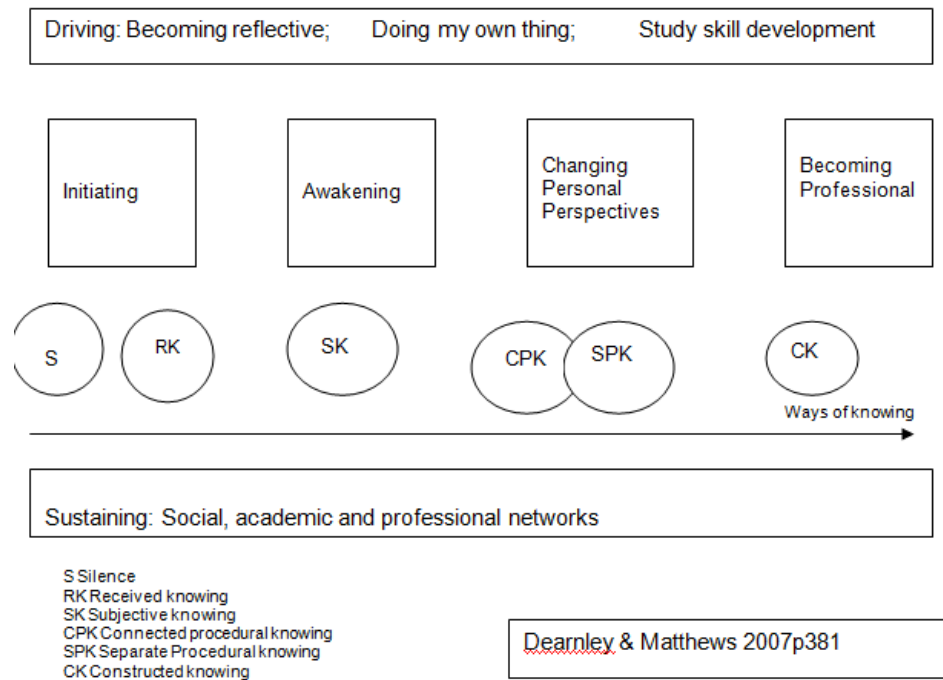 Driving: Becoming reflective; Doing my own thing; Study skill development
Initiating
Awakening
Changing
Personal
Perspectives
Becoming
Professional
S
RK
SK
CPK
SPK
CK
Ways of knowing
Sustaining: Social, academic and professional networks
S Silence
RK Received knowing
SK Subjective knowing
CPK Connected procedural knowing
SPK Separate Procedural knowing
CK Constructed knowing
Dearnley & Matthews 2007p381